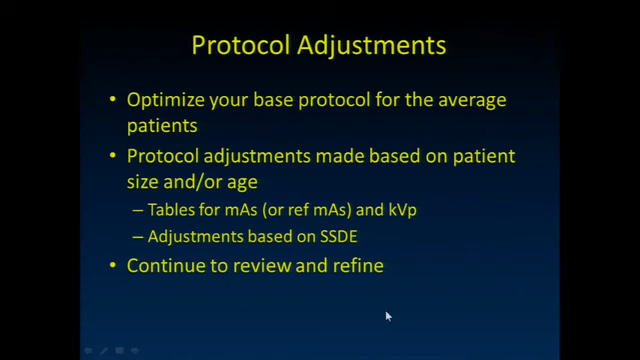 Protocol Adjustments
• Optimize your base protocol for the average
patients
• Protocol adjustments made based on patient
size and/or age
– Tables for mAs (or ref mAs) and kVp
– Adjustments based on SSDE
• Continue to review and refine